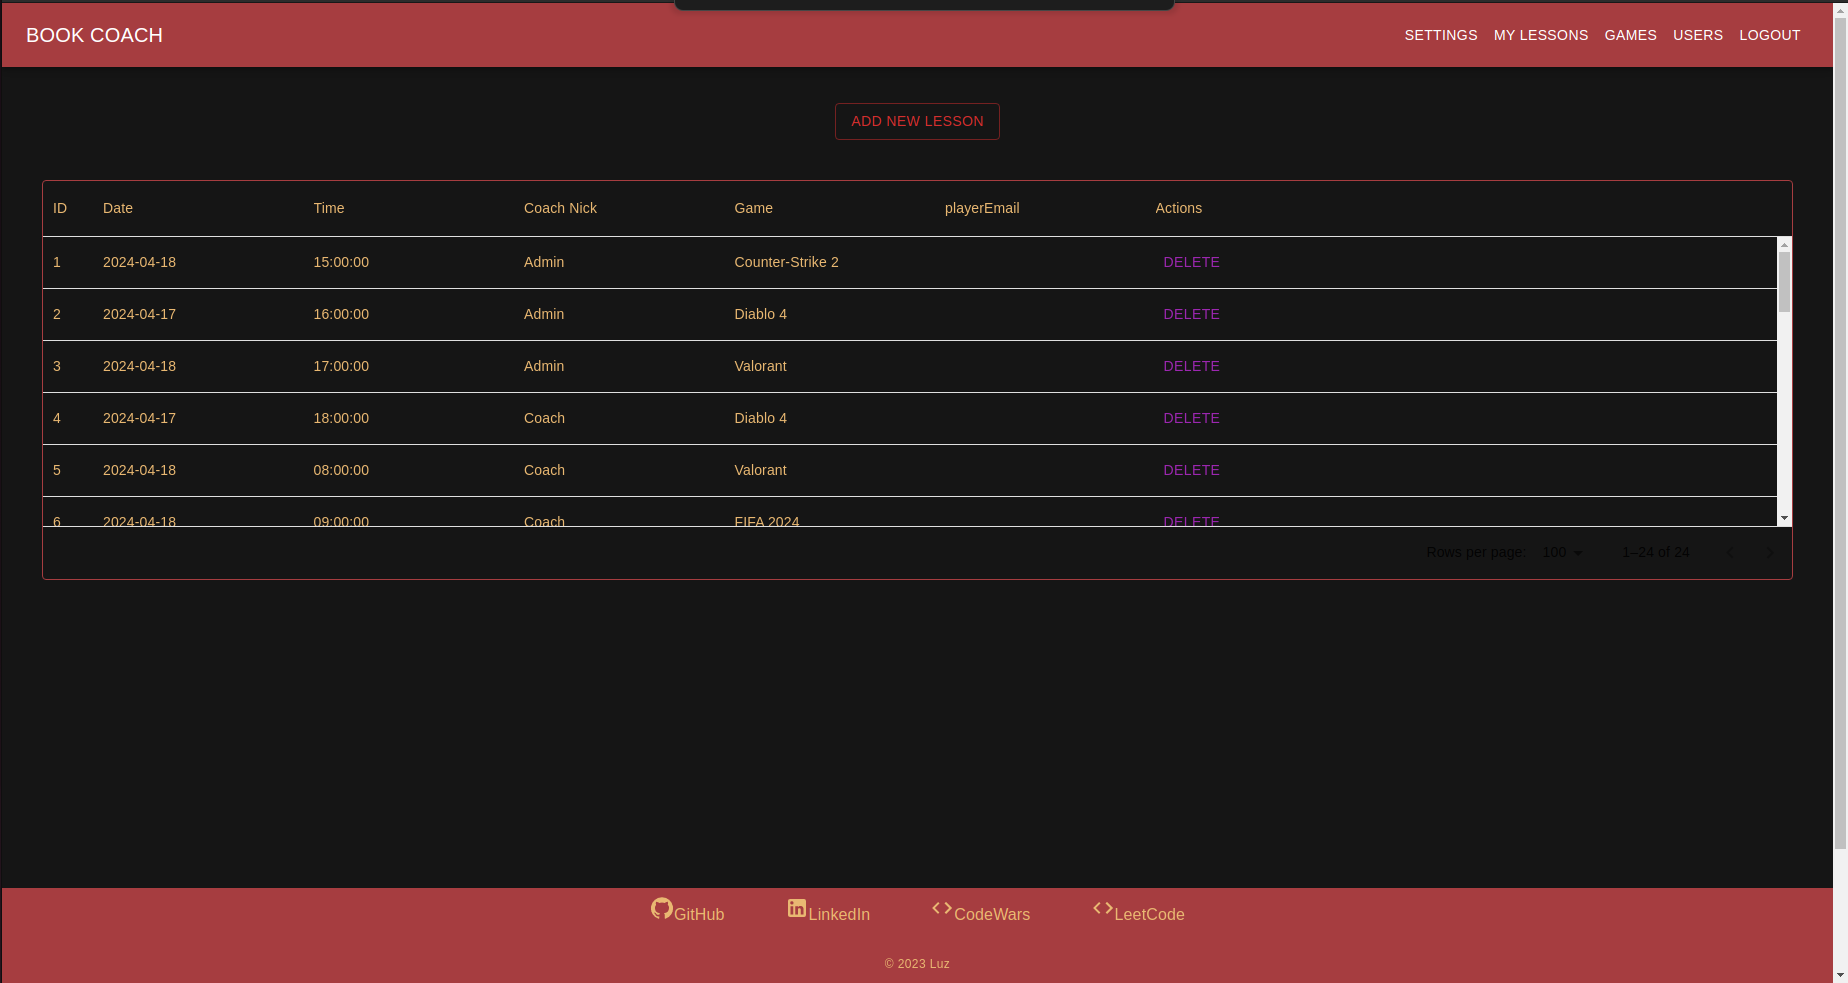 BOOK COACH SETTINGS MY LESSONS GAMES USERS LOGOUT
ADD NEW LESSON
ID Date Time Coach Nick Game playerEmail Actions
1 2024-04-18 15:00:00 Admin Counter-Strike 2 DELETE
2 2024-04-17 16:00:00 Admin Diablo 4 DELETE
3 2024-04-18 17:00:00 Admin Valorant DELETE
4 2024-04-17 18:00:00 Coach Diablo 4 DELETE
5 2024-04-18 08:00:00 Coach Valorant DELETE
6 2024-04-18 09:00:00 Coach FIFA 2024 DELETE
Rows per page: 100 1–24 of 24
GitHub LinkedIn CodeWars LeetCode
© 2023 Luz